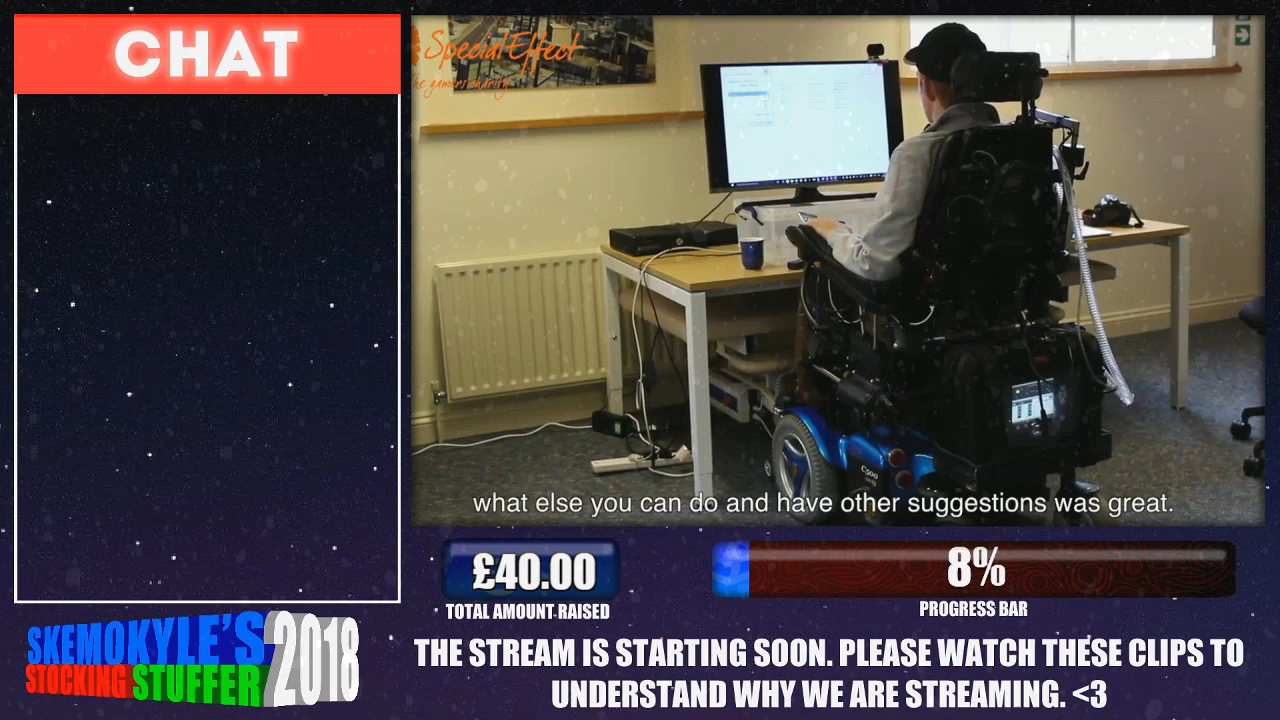 CHAT
SpecialEffect
the gamers charity
C500
what else you can do and have other suggestions was great.
£40.00
TOTAL AMOUNT RAISED
8%
PROGRESS BAR
SKEMOKYLE'S
STOCKING STUFFER
2018
THE STREAM IS STARTING SOON. PLEASE WATCH THESE CLIPS TO
UNDERSTAND WHY WE ARE STREAMING. <3